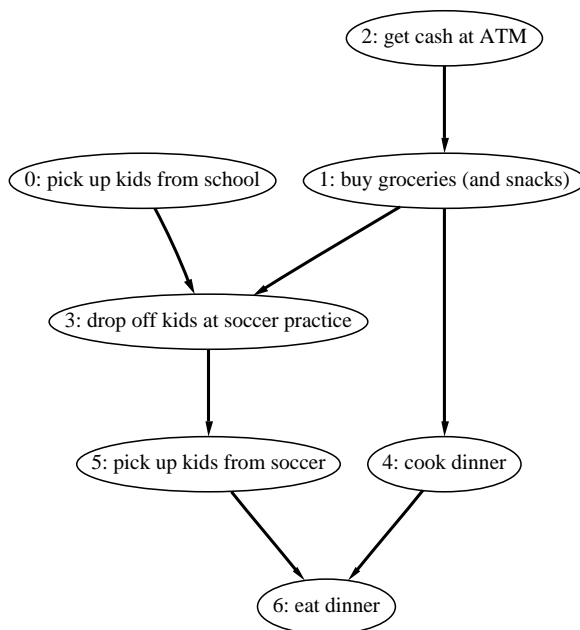 2: get cash at ATM
0: pick up kids from school
1: buy groceries (and snacks)
3: drop off kids at soccer practice
5: pick up kids from soccer
4: cook dinner
6: eat dinner